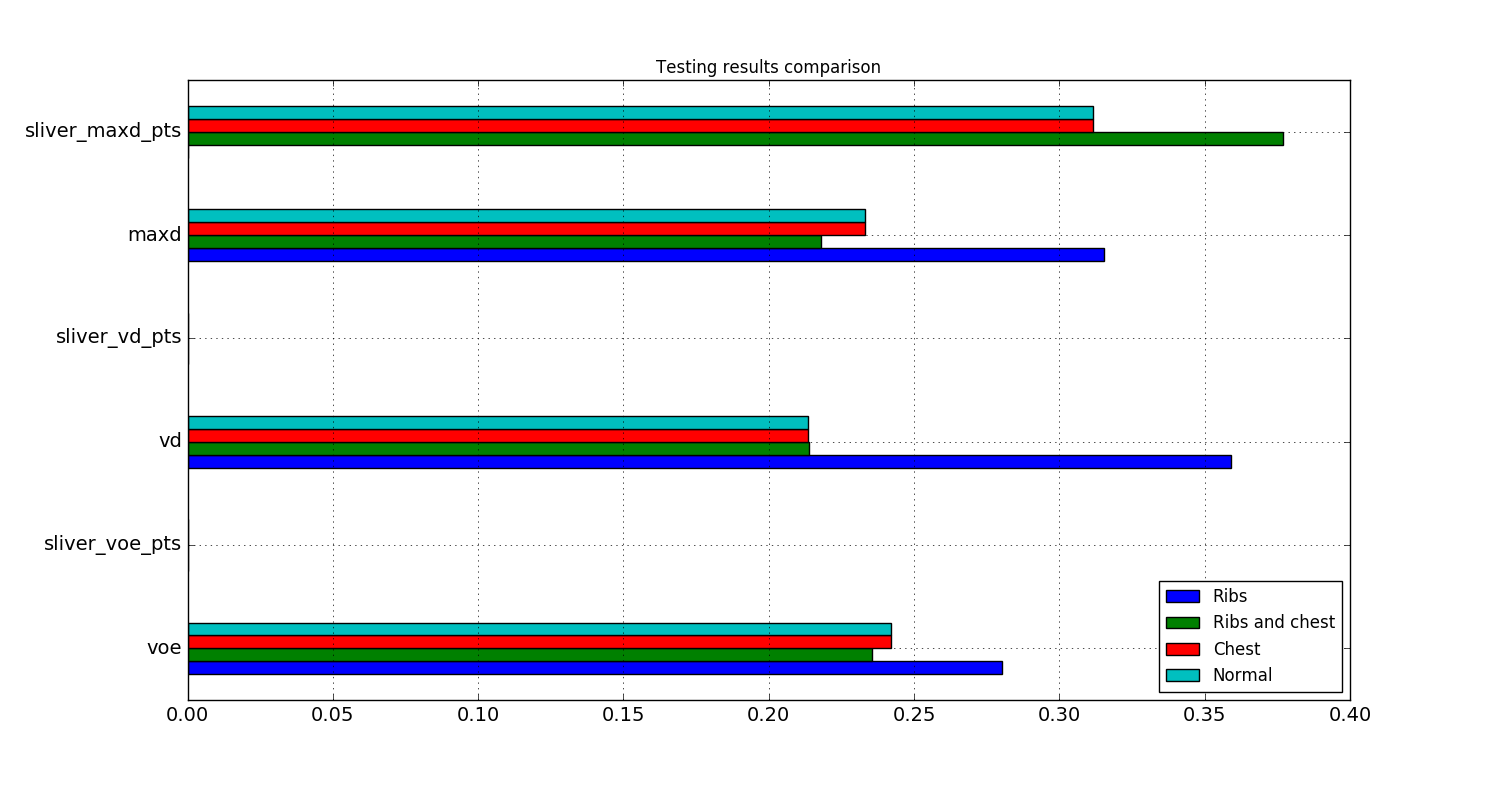 Testing results comparison
sliver_maxd_pts
maxd
sliver_vd_pts
vd
sliver_voe_pts
voe
Ribs
Ribs and chest
Chest
Normal
0.00 0.05 0.10 0.15 0.20 0.25 0.30 0.35 0.40